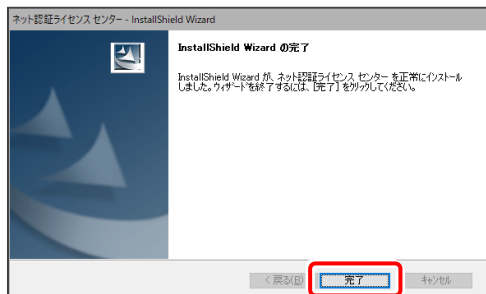 ネット認証ライセンス センター - InstallShield Wizard
InstallShield Wizard の完了
InstallShield Wizard が、ネット認証ライセンス センター を正常にインストール
しました。ウィザードを終了するには、[完了] をクリックしてください。
< 戻る(B)
完了
キャンセル